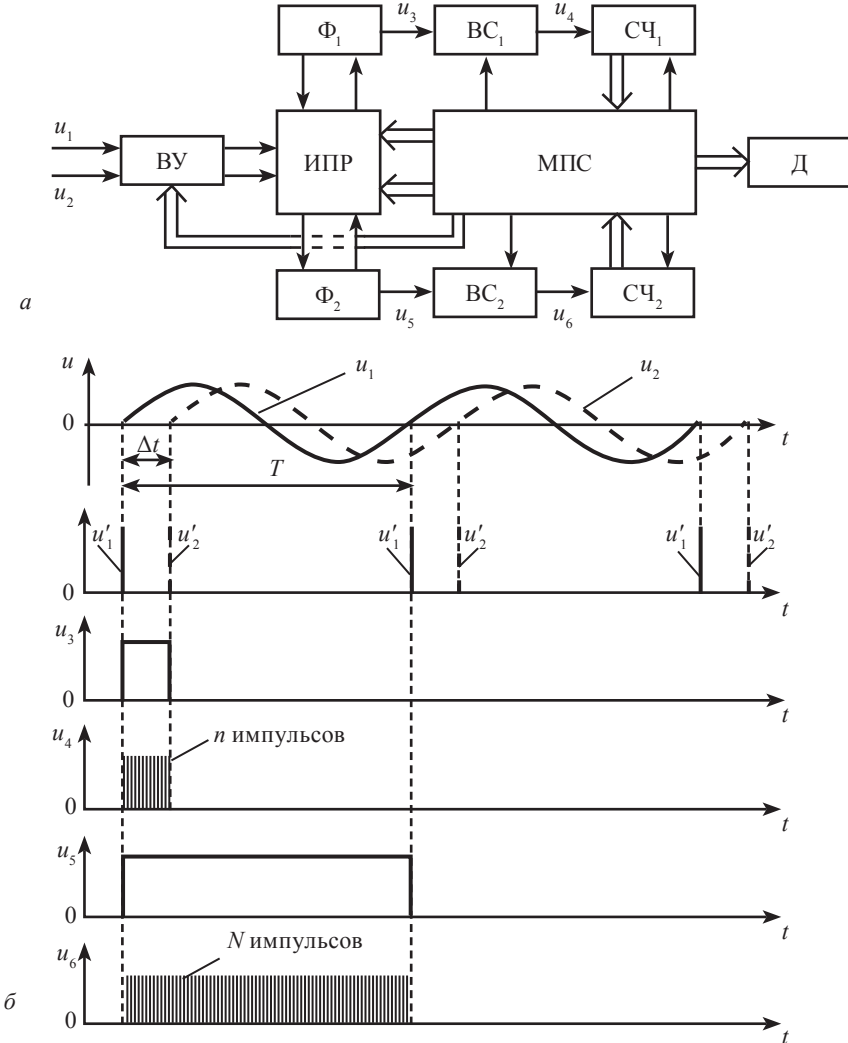 u₃ u₄
Ф₁ ВС₁ СЧ₁
u₁
ВУ ИПР МПС Д
u₂
Ф₂ ВС₂ СЧ₂
u₅ u₆
а
u u₁ u₂
0 t
Δt
T
u′₁ u′₂ u′₁ u′₂ u′₁ u′₂
0 t
u₃
0 t
u₄ n импульсов
0 t
u₅
0 t
u₆ N импульсов
б
0 t